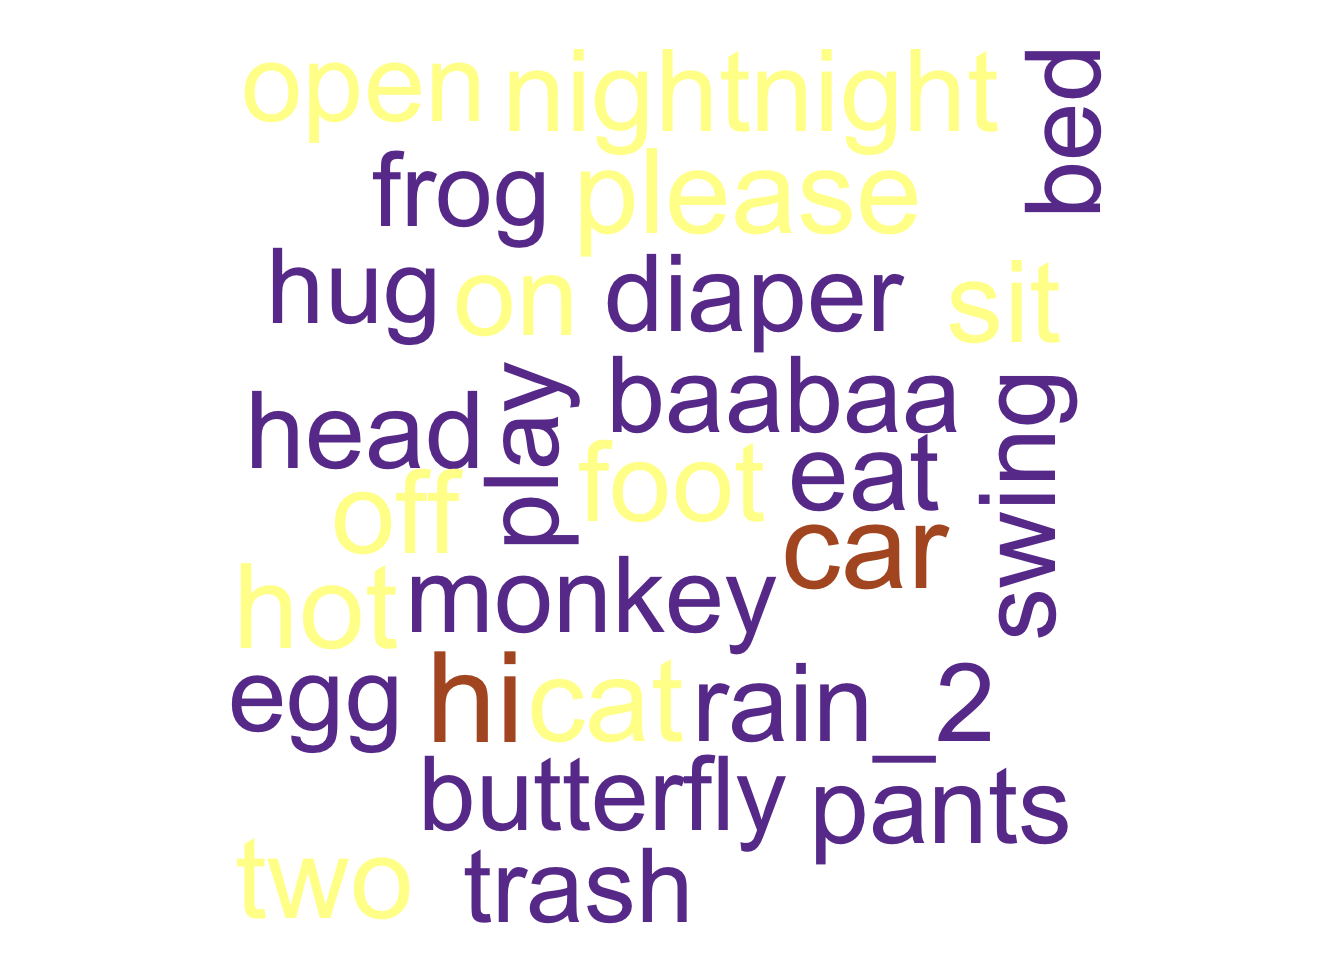 open nightnight bed
frog please
hug on diaper sit
head play baabaa swing
off foot eat
car
hot monkey
egg hi cat rain_2
butterfly pants
two trash